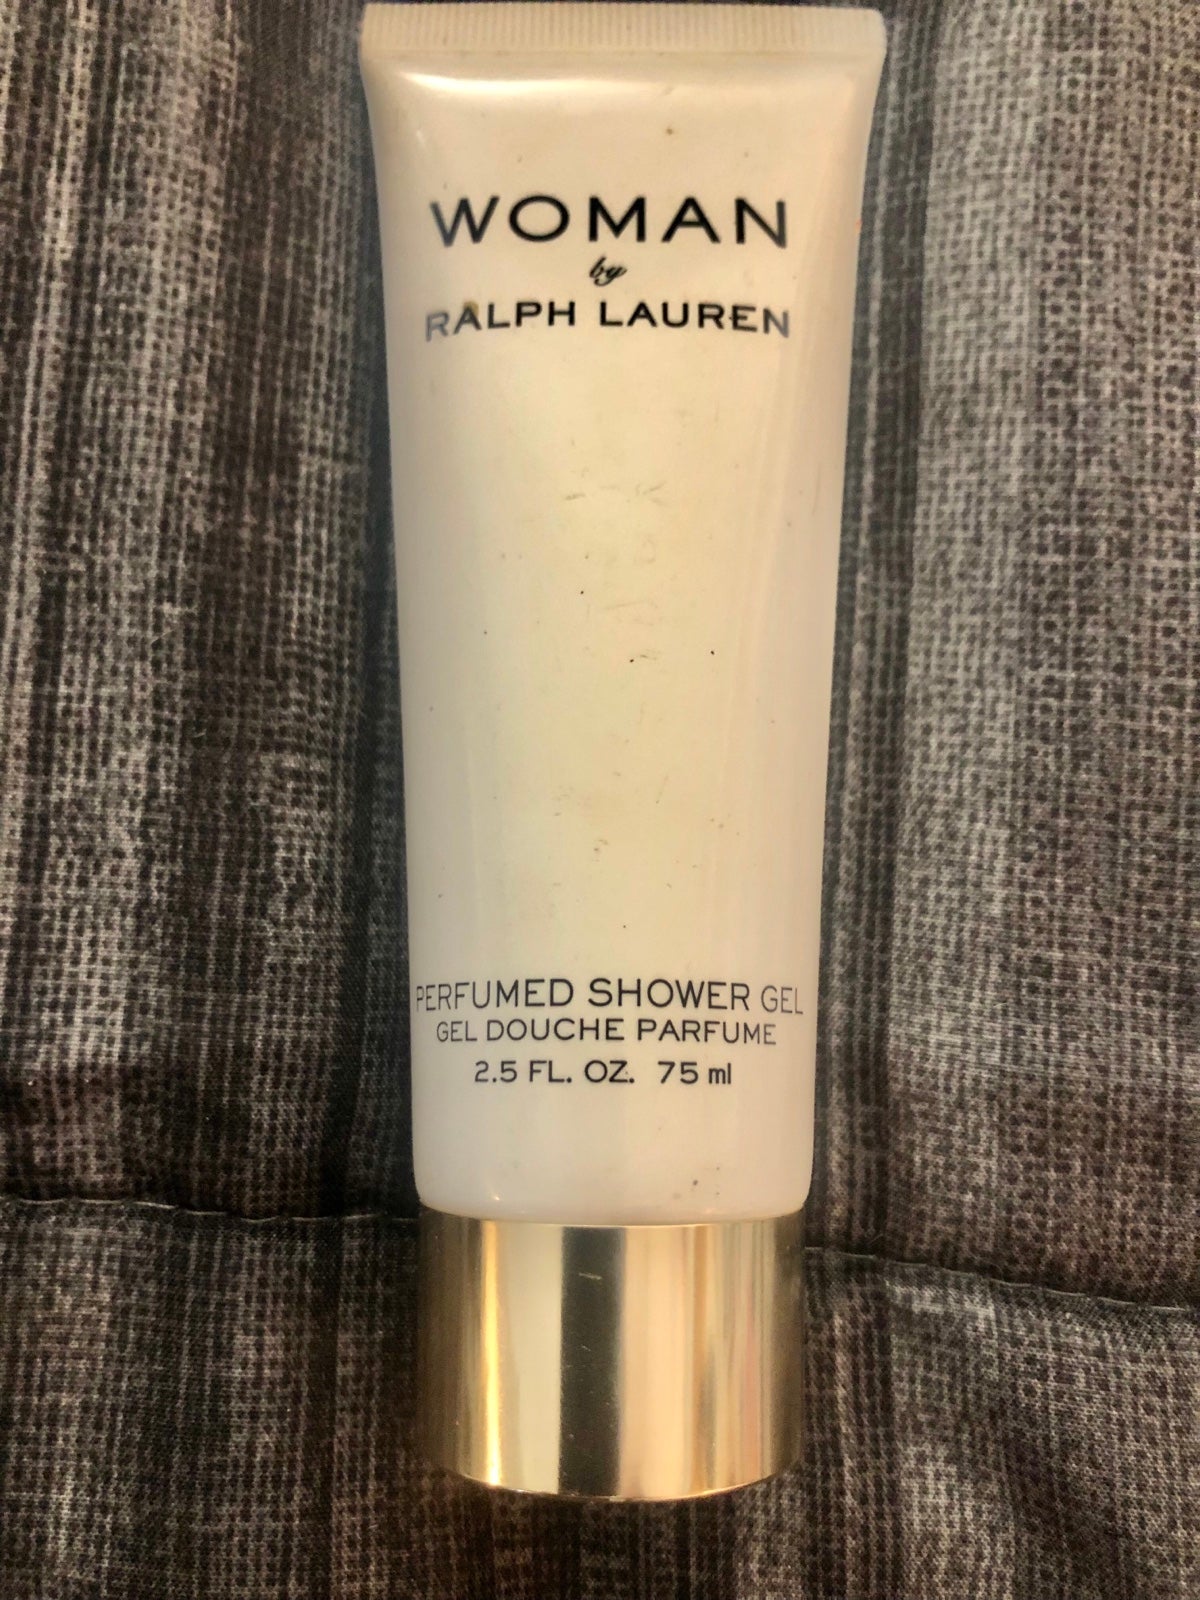 WOMAN
by
RALPH LAUREN
PERFUMED SHOWER GEL
GEL DOUCHE PARFUME
2.5 FL. OZ. 75 ml